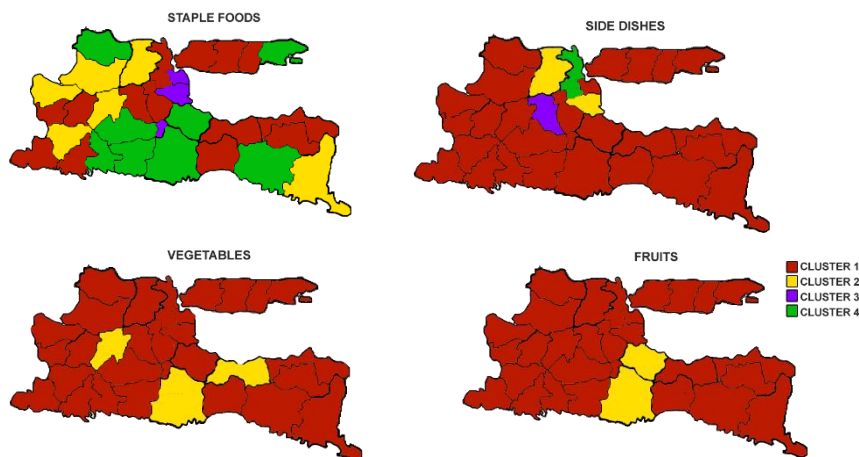 STAPLE FOODS
SIDE DISHES
VEGETABLES
FRUITS
CLUSTER 1
CLUSTER 2
CLUSTER 3
CLUSTER 4